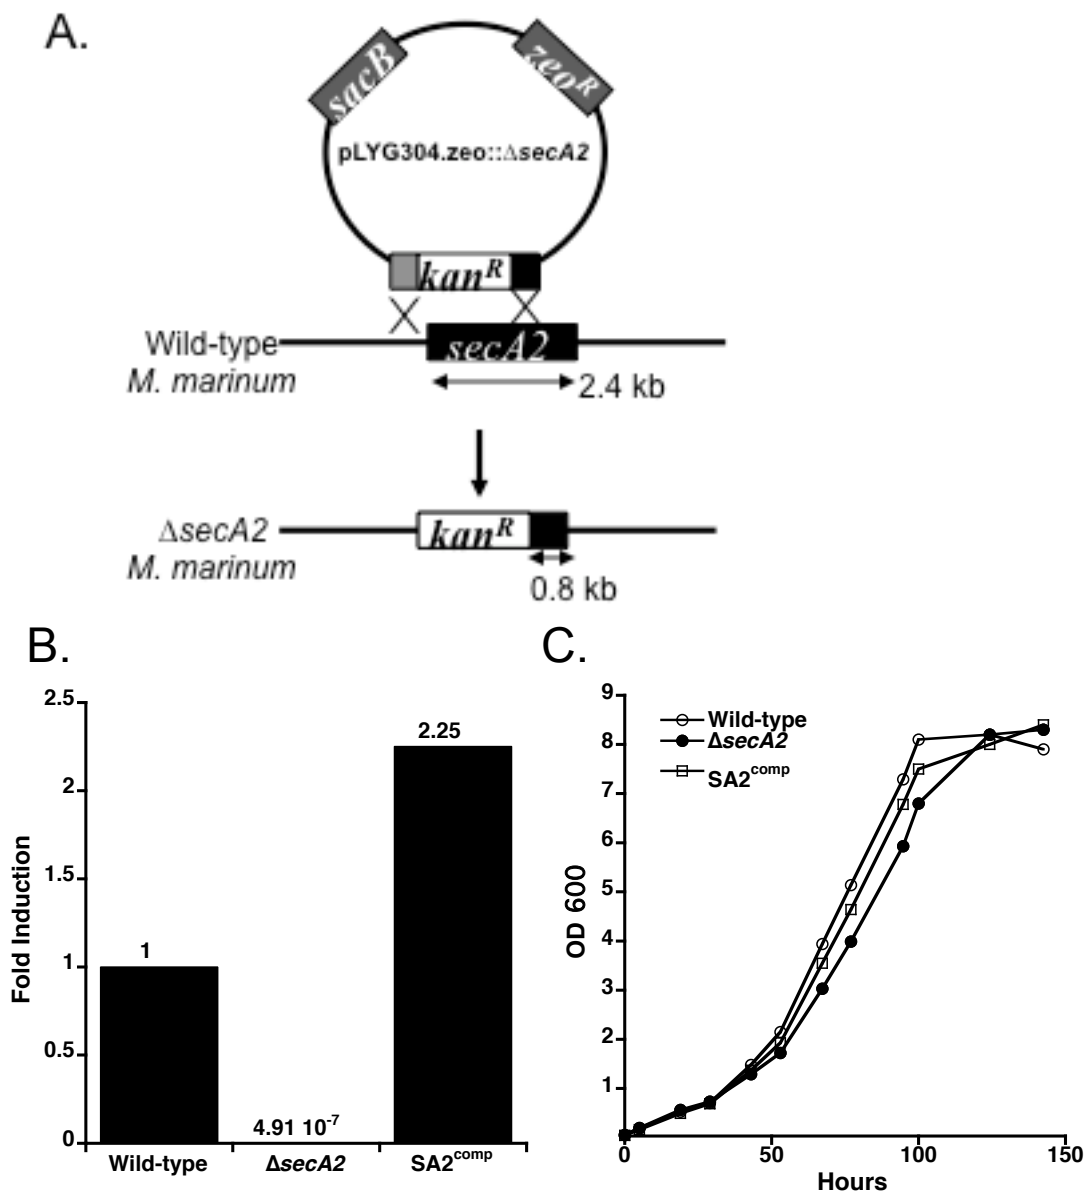 A.
sacB
zeoR
pLYG304.zeo::ΔsecA2
kanR
Wild-type
secA2
M. marinum
2.4 kb
ΔsecA2
kanR
M. marinum
0.8 kb
B.
2.5
2
1.5
1
0.5
0
Fold Induction
1
4.91 10-7
2.25
Wild-type
ΔsecA2
SA2comp
C.
9
8
7
6
5
4
3
2
1
OD 600
Wild-type
ΔsecA2
SA2comp
0
50
100
150
Hours